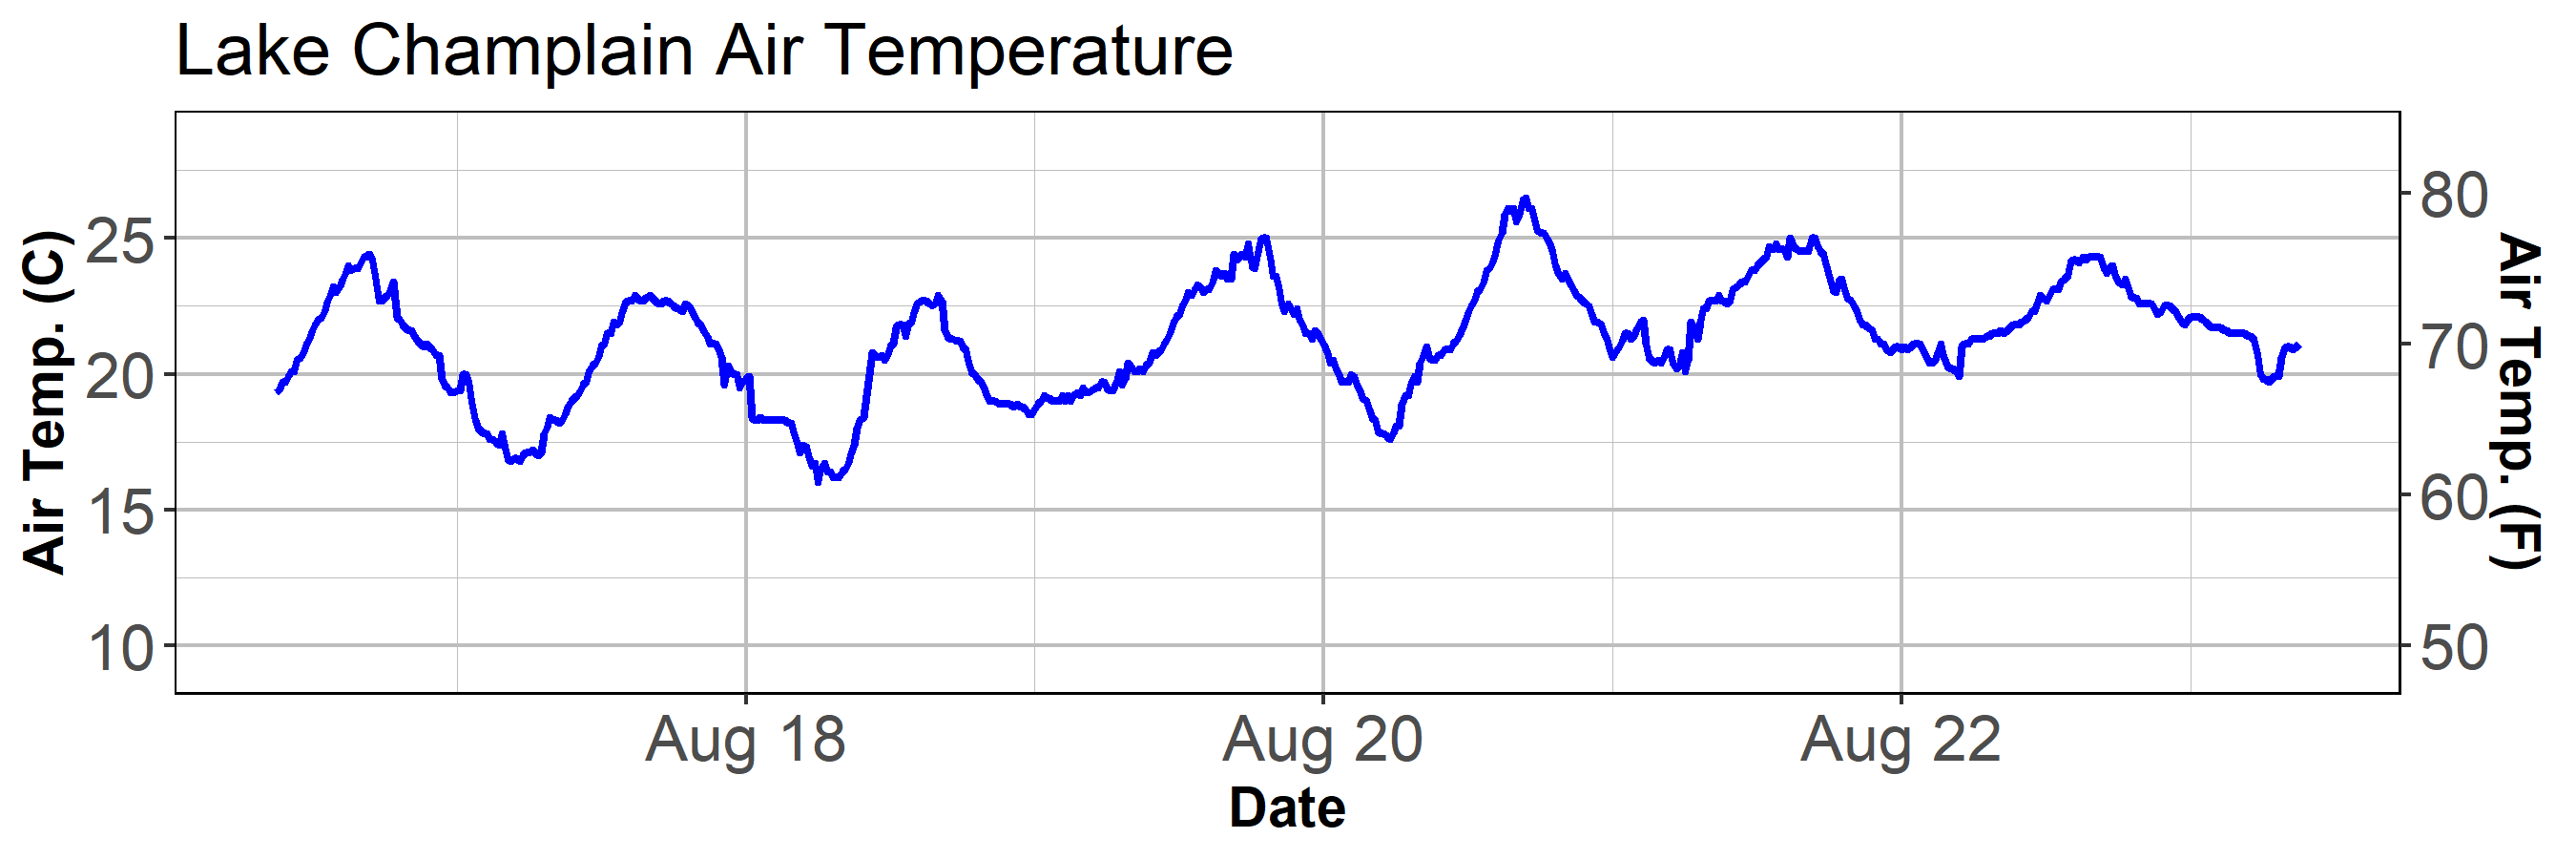 Lake Champlain Air Temperature
Air Temp. (C)
25
20
15
10
80
70
60
50
Air Temp. (F)
Aug 18
Aug 20
Aug 22
Date